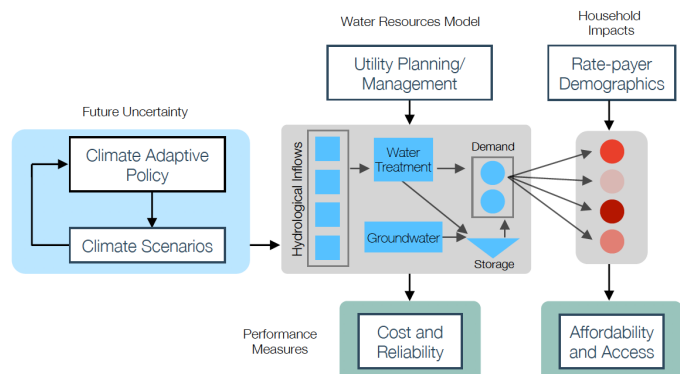 Water Resources Model
Household
Impacts
Utility Planning/
Management
Rate-payer
Demographics
Future Uncertainty
Climate Adaptive
Policy
Climate Scenarios
Hydrological Inflows
Water
Treatment
Demand
Groundwater
Storage
Performance
Measures
Cost and
Reliability
Affordability
and Access